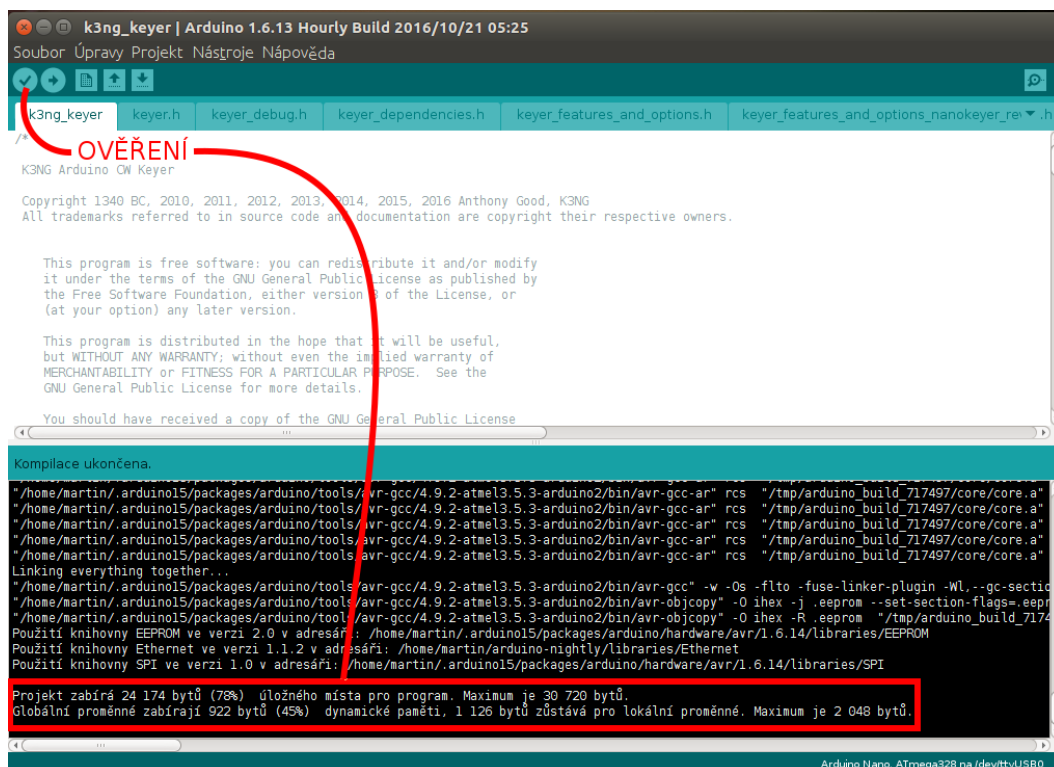 k3ng_keyer | Arduino 1.6.13 Hourly Build 2016/10/21 05:25
Soubor Úpravy Projekt Nástroje Nápověda
k3ng_keyer keyer.h keyer_debug.h keyer_dependencies.h keyer_features_and_options.h keyer_features_and_options_nanokeyer_rev .h
/*
OVĚŘENÍ
K3NG Arduino CW Keyer
Copyright 1340 BC, 2010, 2011, 2012, 2013, 2014, 2015, 2016 Anthony Good, K3NG
All trademarks referred to in source code and documentation are copyright their respective owners.
This program is free software: you can redistribute it and/or modify
it under the terms of the GNU General Public License as published by
the Free Software Foundation, either version 3 of the License, or
(at your option) any later version.
This program is distributed in the hope that it will be useful,
but WITHOUT ANY WARRANTY; without even the implied warranty of
MERCHANTABILITY or FITNESS FOR A PARTICULAR PURPOSE. See the
GNU General Public License for more details.
You should have received a copy of the GNU General Public License
Kompilace ukončena.
"/home/martin/.arduino15/packages/arduino/tools/avr-gcc/4.9.2-atmel3.5.3-arduino2/bin/avr-gcc-ar" rcs "/tmp/arduino_build_717497/core/core.a"
"/home/martin/.arduino15/packages/arduino/tools/avr-gcc/4.9.2-atmel3.5.3-arduino2/bin/avr-gcc-ar" rcs "/tmp/arduino_build_717497/core/core.a"
"/home/martin/.arduino15/packages/arduino/tools/avr-gcc/4.9.2-atmel3.5.3-arduino2/bin/avr-gcc-ar" rcs "/tmp/arduino_build_717497/core/core.a"
"/home/martin/.arduino15/packages/arduino/tools/avr-gcc/4.9.2-atmel3.5.3-arduino2/bin/avr-gcc-ar" rcs "/tmp/arduino_build_717497/core/core.a"
"/home/martin/.arduino15/packages/arduino/tools/avr-gcc/4.9.2-atmel3.5.3-arduino2/bin/avr-gcc-ar" rcs "/tmp/arduino_build_717497/core/core.a"
Linking everything together...
"/home/martin/.arduino15/packages/arduino/tools/avr-gcc/4.9.2-atmel3.5.3-arduino2/bin/avr-gcc" -w -Os -flto -fuse-linker-plugin -Wl,--gc-sectio
"/home/martin/.arduino15/packages/arduino/tools/avr-gcc/4.9.2-atmel3.5.3-arduino2/bin/avr-objcopy" -O ihex -j .eeprom --set-section-flags=.eepr
"/home/martin/.arduino15/packages/arduino/tools/avr-gcc/4.9.2-atmel3.5.3-arduino2/bin/avr-objcopy" -O ihex -R .eeprom "/tmp/arduino_build_7174
Použití knihovny EEPROM ve verzi 2.0 v adresáři: /home/martin/.arduino15/packages/arduino/hardware/avr/1.6.14/libraries/EEPROM
Použití knihovny Ethernet ve verzi 1.1.2 v adresáři: /home/martin/arduino-nightly/libraries/Ethernet
Použití knihovny SPI ve verzi 1.0 v adresáři: /home/martin/.arduino15/packages/arduino/hardware/avr/1.6.14/libraries/SPI
Projekt zabírá 24 174 bytů (78%) úložného místa pro program. Maximum je 30 720 bytů.
Globální proměnné zabírají 922 bytů (45%) dynamické paměti, 1 126 bytů zůstává pro lokální proměnné. Maximum je 2 048 bytů.
Arduino Nano, ATmega328 na /dev/ttyUSB0